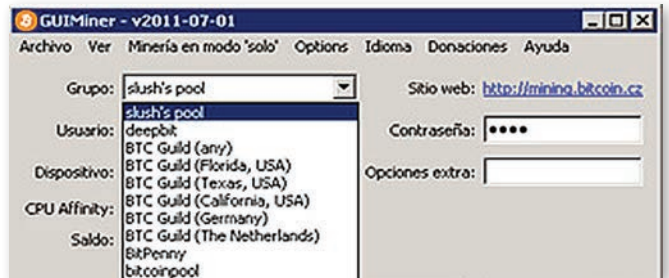 GUIMiner - v2011-07-01
Archivo Ver Minería en modo 'solo' Options Idioma Donaciones Ayuda
Grupo: slush's pool Sitio web: http://mining.bitcoin.cz
slush's pool
Usuario: deepbit Contraseña: ••••
BTC Guild (any)
BTC Guild (Florida, USA)
Dispositivo: BTC Guild (Texas, USA) Opciones extra:
BTC Guild (California, USA)
CPU Affinity: BTC Guild (Germany)
Saldo: BTC Guild (The Netherlands)
BitPenny
bitcoinpool